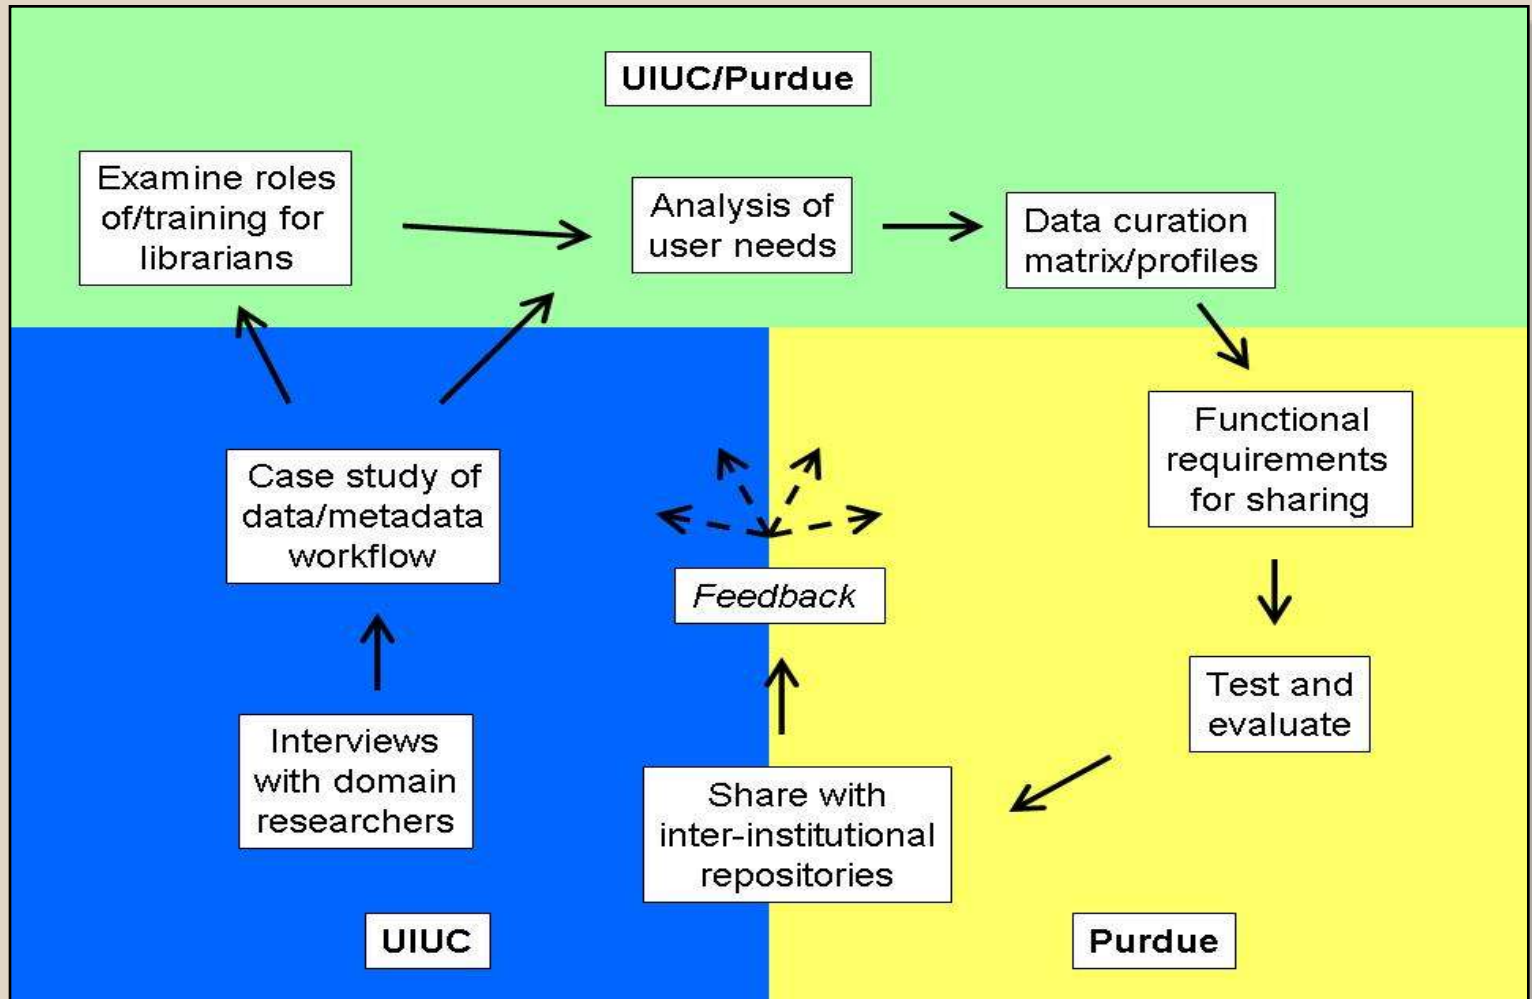 UIUC/Purdue
Examine roles
of/training for
librarians
Analysis of
user needs
Data curation
matrix/profiles
Functional
requirements
for sharing
Case study of
data/metadata
workflow
Feedback
Test and
evaluate
Interviews
with domain
researchers
Share with
inter-institutional
repositories
UIUC
Purdue